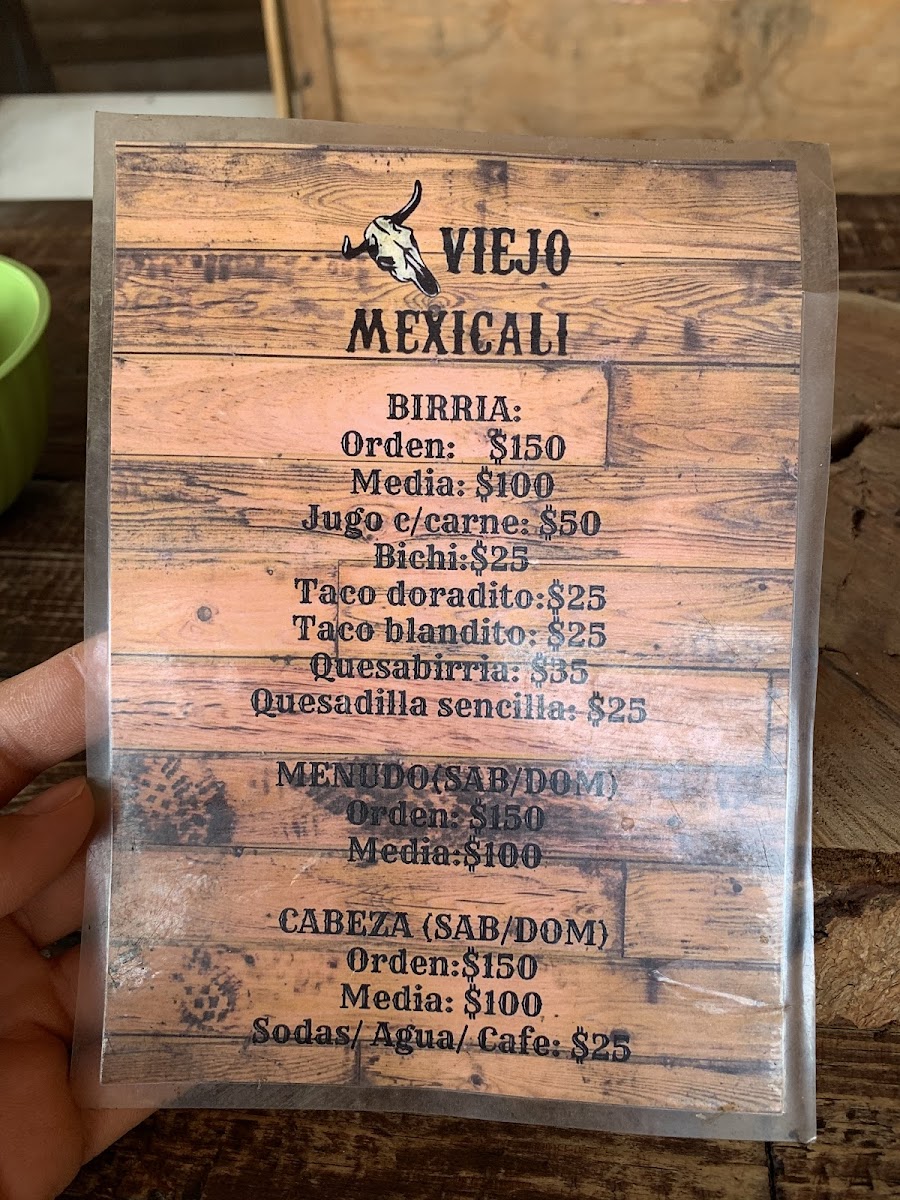 VIEJO
MEXICALI
BIRRIA:
Orden: $150
Media: $100
Jugo c/carne: $50
Bichi:$25
Taco doradito:$25
Taco blandito: $25
Quesabirria: $35
Quesadilla sencilla: $25
MENUDO(SAB/DOM)
Orden: $150
Media:$100
CABEZA (SAB/DOM)
Orden:$150
Media: $100
Sodas/ Agua/ Cafe: $25